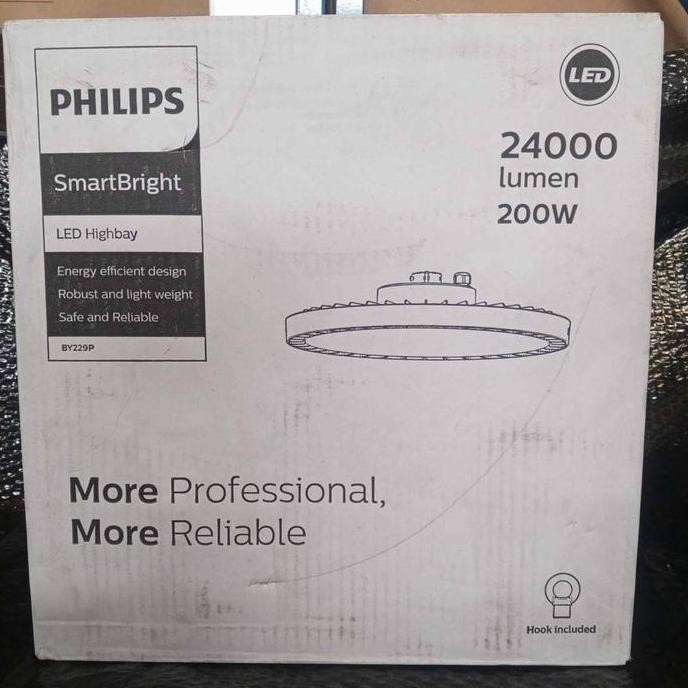 PHILIPS
SmartBright
LED Highbay
Energy efficient design
Robust and light weight
Safe and Reliable
BY229P
LED
24000
lumen
200W
More Professional,
More Reliable
Hook included